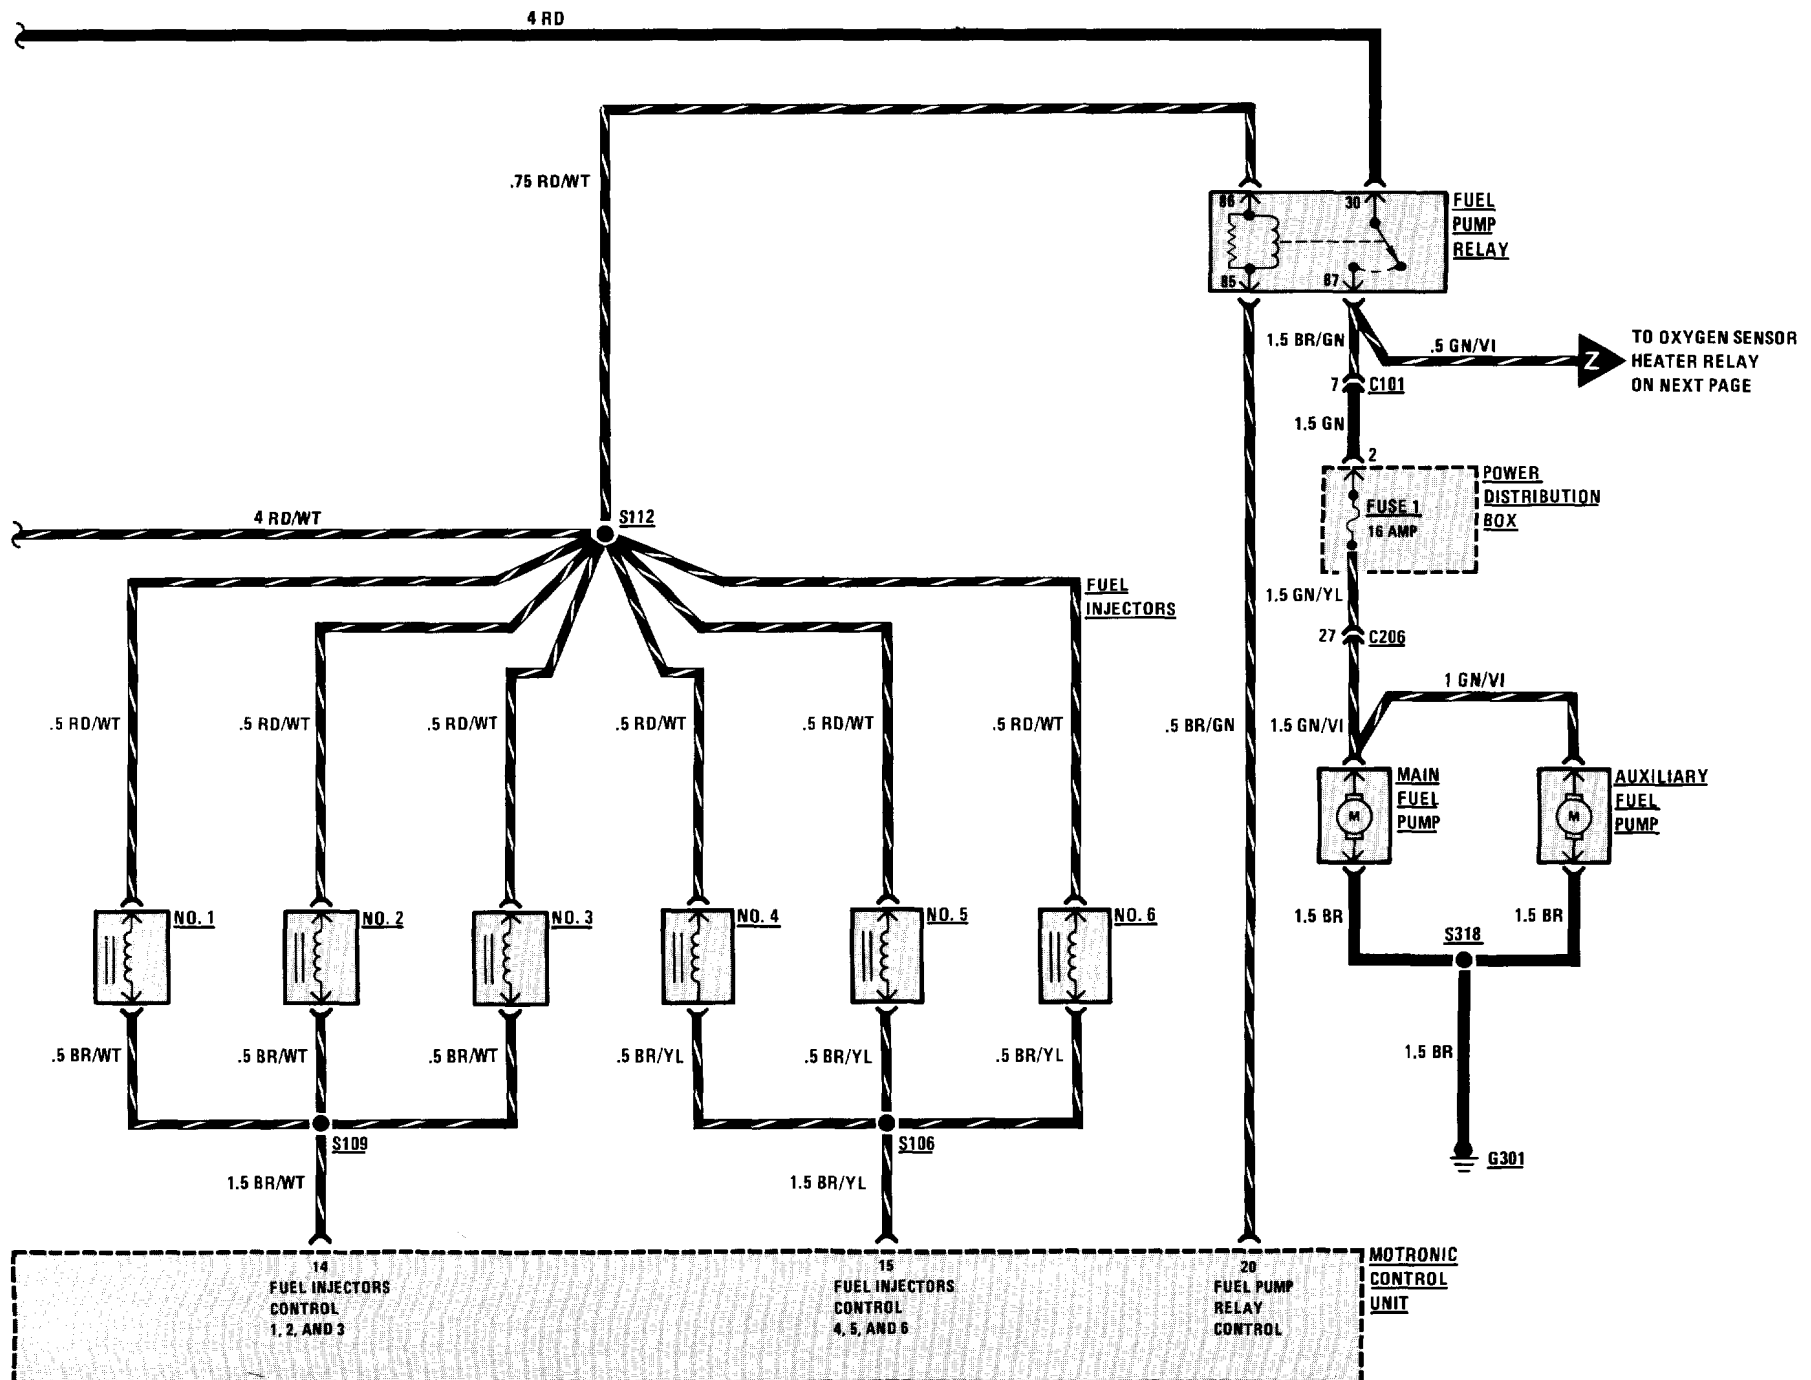 4 RD
.75 RD/WT
86
30
FUEL
PUMP
RELAY
85
87
1.5 BR/GN
.5 GN/VI
Z
TO OXYGEN SENSOR
HEATER RELAY
ON NEXT PAGE
7
C101
1.5 GN
2
POWER
DISTRIBUTION
BOX
FUSE 1
16 AMP
4 RD/WT
S112
FUEL
INJECTORS
1.5 GN/YL
27
C206
1 GN/VI
.5 RD/WT
.5 RD/WT
.5 RD/WT
.5 RD/WT
.5 RD/WT
.5 RD/WT
.5 BR/GN
1.5 GN/VI
MAIN
FUEL
PUMP
M
AUXILIARY
FUEL
PUMP
M
NO. 1
NO. 2
NO. 3
NO. 4
NO. 5
NO. 6
1.5 BR
1.5 BR
S318
.5 BR/WT
.5 BR/WT
.5 BR/WT
.5 BR/YL
.5 BR/YL
.5 BR/YL
1.5 BR
S109
S106
G301
1.5 BR/WT
1.5 BR/YL
14
FUEL INJECTORS
CONTROL
1, 2, AND 3
15
FUEL INJECTORS
CONTROL
4, 5, AND 6
20
FUEL PUMP
RELAY
CONTROL
MOTRONIC
CONTROL
UNIT